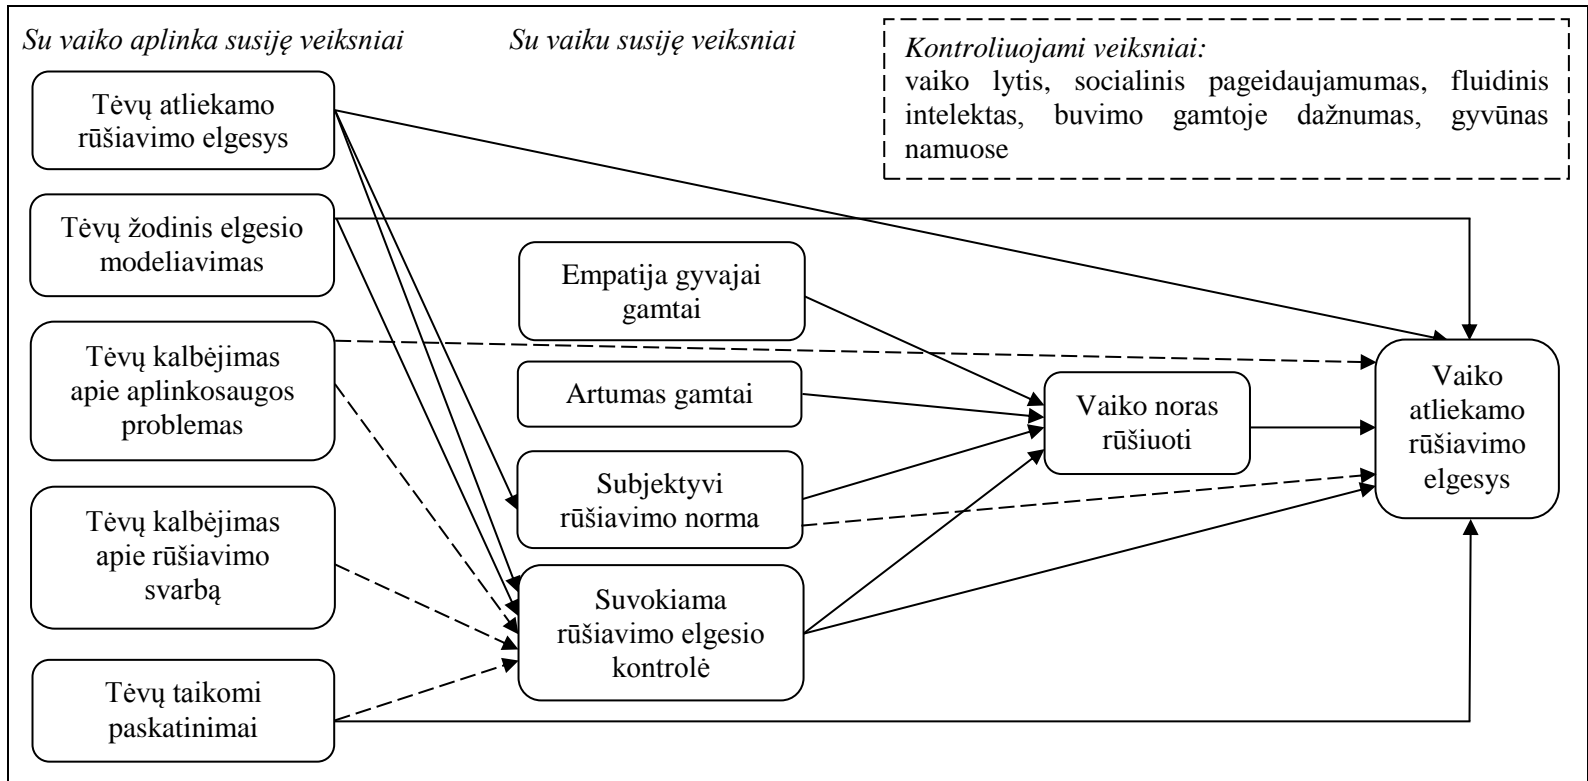 Su vaiko aplinka susiję veiksniai
Tėvų atliekamo
rūšiavimo elgesys
Tėvų žodinis elgesio
modeliavimas
Tėvų kalbėjimas
apie aplinkosaugos
problemas
Tėvų kalbėjimas
apie rūšiavimo
svarbą
Tėvų taikomi
paskatinimai
Su vaiku susiję veiksniai
Empatija gyvajai
gamtai
Artumas gamtai
Subjektyvi
rūšiavimo norma
Suvokiama
rūšiavimo elgesio
kontrolė
Kontroliuojami veiksniai:
vaiko lytis, socialinis pageidaujamumas, fluidinis
intelektas, buvimo gamtoje dažnumas, gyvūnas
namuose
Vaiko noras
rūšiuoti
Vaiko
atliekamo
rūšiavimo
elgesys